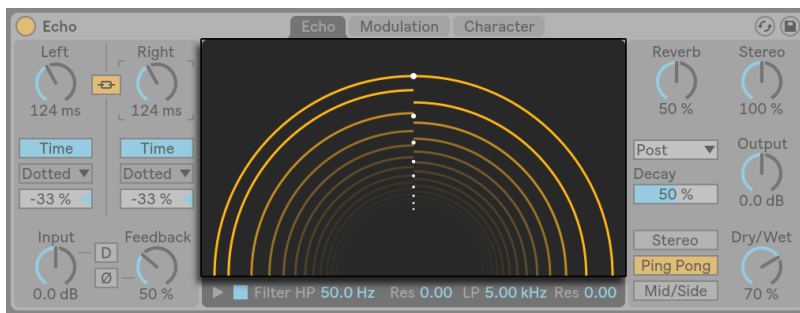 Echo
Echo Modulation Character
Left Right
124 ms 124 ms
Time Time
Dotted Dotted
-33 % -33 %
Input D Feedback
Ø
0.0 dB 50 %
Filter HP 50.0 Hz Res 0.00 LP 5.00 kHz Res 0.00
Reverb Stereo
50 % 100 %
Post Output
Decay
50 % 0.0 dB
Stereo Dry/Wet
Ping Pong
Mid/Side 70 %